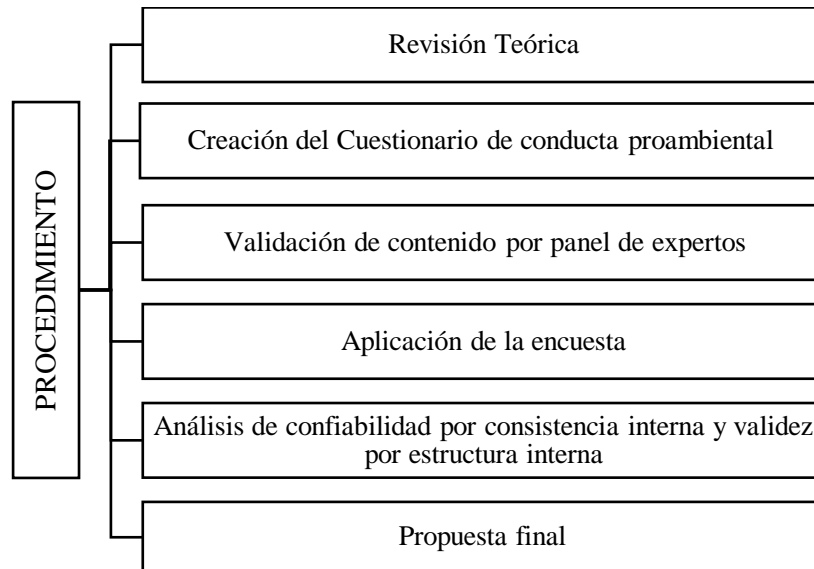 PROCEDIMIENTO
Revisión Teórica
Creación del Cuestionario de conducta proambiental
Validación de contenido por panel de expertos
Aplicación de la encuesta
Análisis de confiabilidad por consistencia interna y validez
por estructura interna
Propuesta final